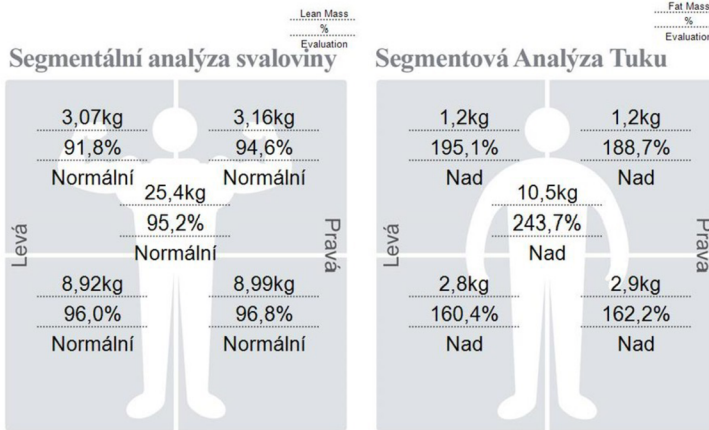 Lean Mass
%
Evaluation
Segmentální analýza svaloviny
3,07kg
91,8%
Normální
3,16kg
94,6%
Normální
25,4kg
95,2%
Normální
Levá
Pravá
8,92kg
96,0%
Normální
8,99kg
96,8%
Normální
Fat Mass
%
Evaluation
Segmentová Analýza Tuku
1,2kg
195,1%
Nad
1,2kg
188,7%
Nad
10,5kg
243,7%
Nad
Levá
Pravá
2,8kg
160,4%
Nad
2,9kg
162,2%
Nad